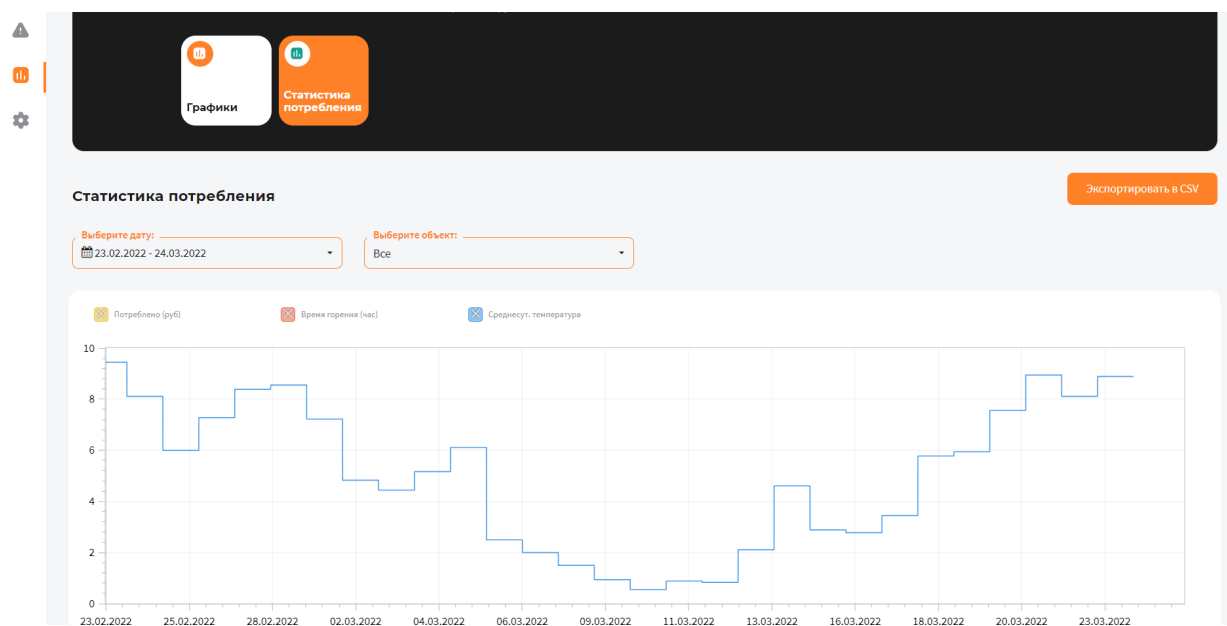 Графики
Статистика
потребления
Статистика потребления
Экспортировать в CSV
Выберите дату:
23.02.2022 - 24.03.2022
Выберите объект:
Все
Потреблено (руб)
Время горения (час)
Среднесут. температура
10
8
6
4
2
0
23.02.2022 25.02.2022 28.02.2022 02.03.2022 04.03.2022 06.03.2022 09.03.2022 11.03.2022 13.03.2022 16.03.2022 18.03.2022 20.03.2022 23.03.2022